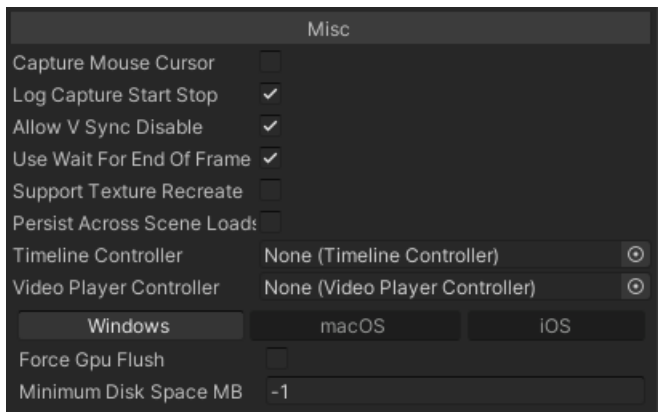 Misc
Capture Mouse Cursor
Log Capture Start Stop
Allow V Sync Disable
Use Wait For End Of Frame
Support Texture Recreate
Persist Across Scene Loads
Timeline Controller None (Timeline Controller)
Video Player Controller None (Video Player Controller)
Windows macOS iOS
Force Gpu Flush
Minimum Disk Space MB -1